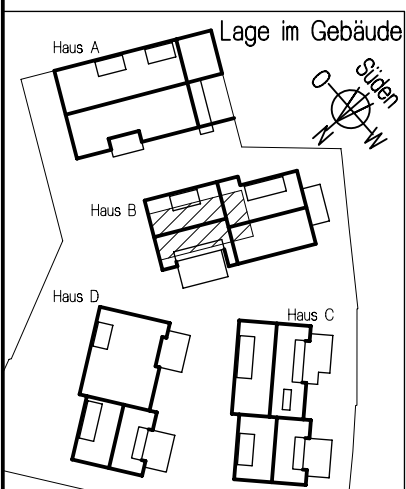 Lage im Gebäude
Haus A
O
Süden
N
W
Haus B
Haus D
Haus C